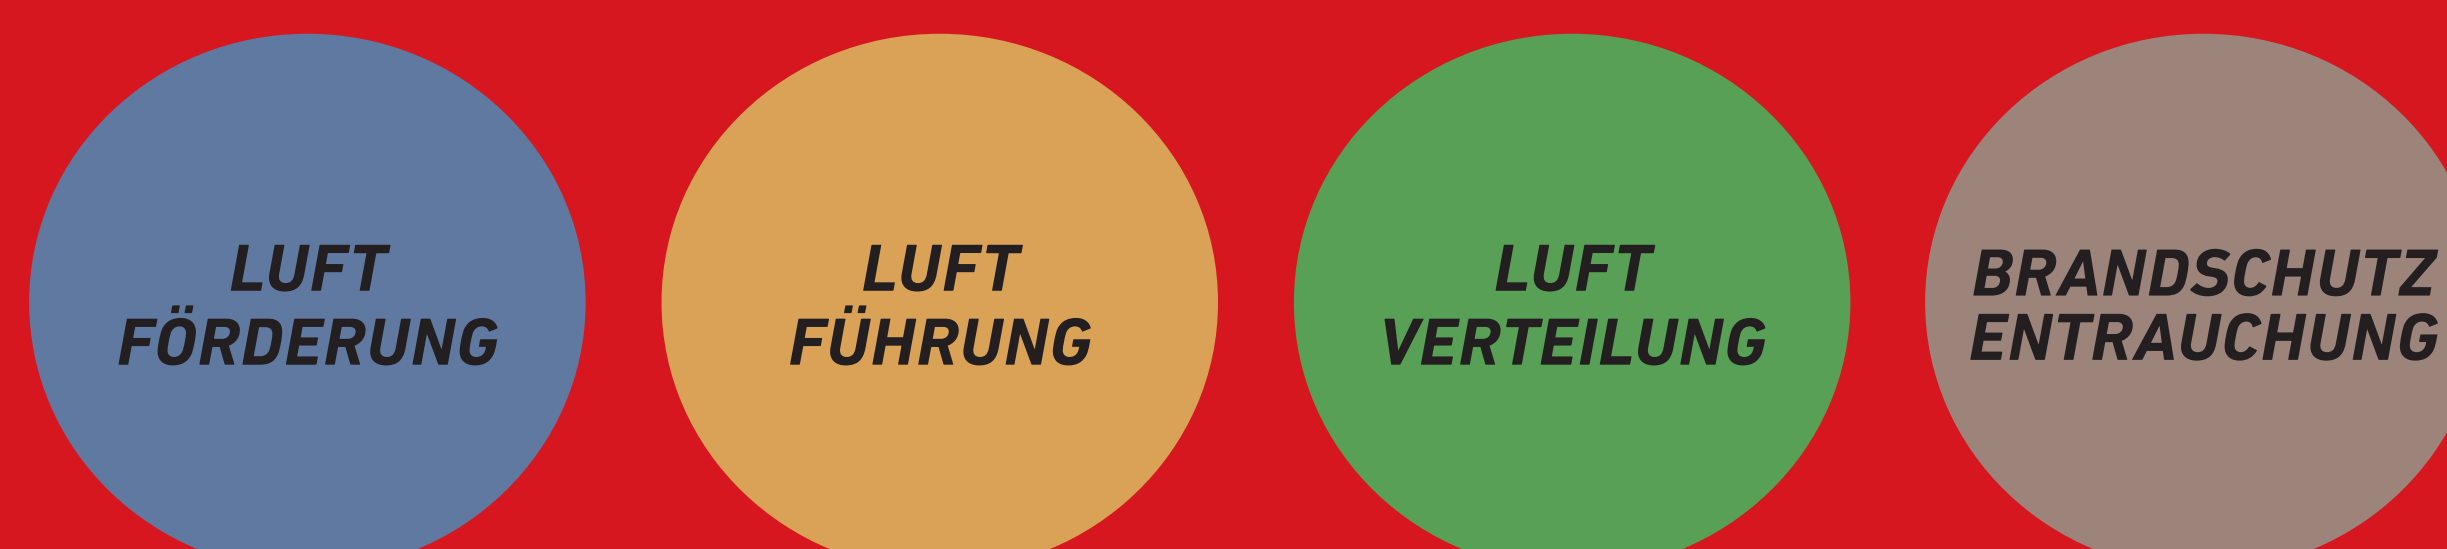 LUFT
FÖRDERUNG
LUFT
FÜHRUNG
LUFT
VERTEILUNG
BRANDSCHUTZ
ENTRAUCHUNG